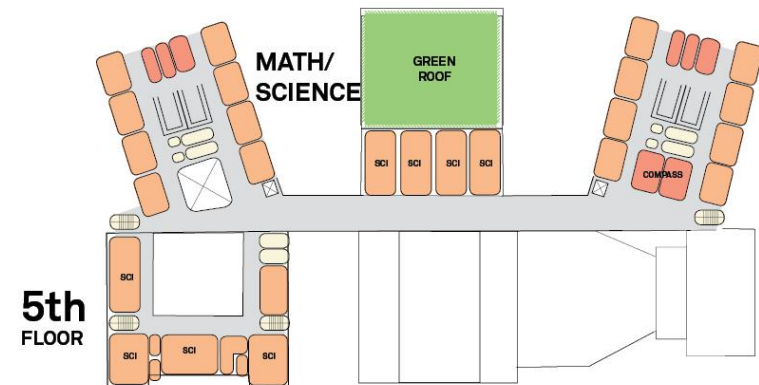 MATH/
SCIENCE
GREEN
ROOF
SCI
SCI
SCI
SCI
COMPASS
SCI
5th
FLOOR
SCI
SCI
SCI